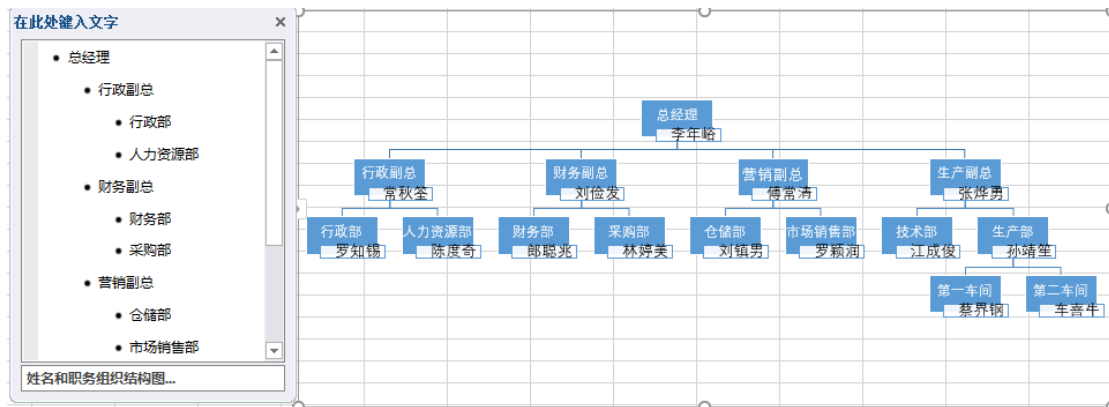 在此处键入文字
总经理
行政副总
行政部
人力资源部
财务副总
财务部
采购部
营销副总
仓储部
市场销售部
姓名和职务组织结构图...
总经理
李年峪
行政副总 财务副总 营销副总 生产副总
常秋筌 刘俭发 傅常清 张烨勇
行政部 人力资源部 财务部 采购部 仓储部 市场销售部 技术部 生产部
罗知锡 陈度奇 郎聪兆 林婷美 刘镇男 罗颖润 江成俊 孙靖笙
第一车间 第二车间
蔡界钢 车喜牛